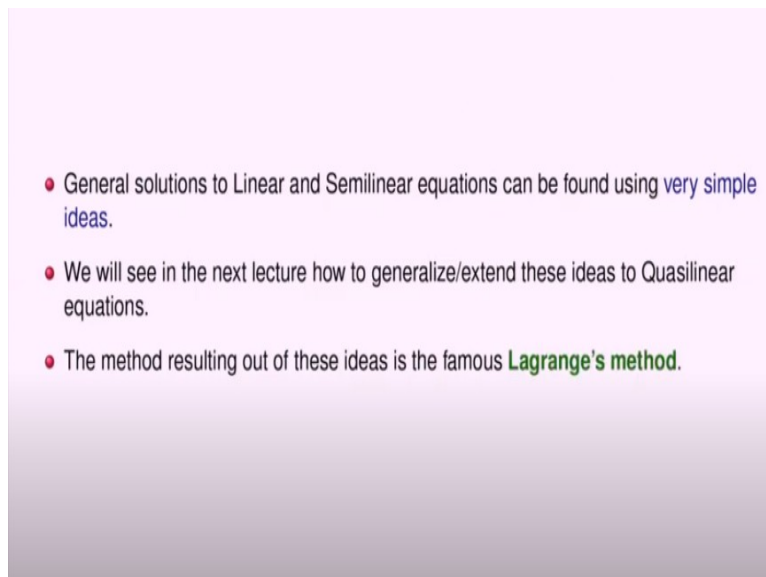 General solutions to Linear and Semilinear equations can be found using very simple
ideas.
We will see in the next lecture how to generalize/extend these ideas to Quasilinear
equations.
The method resulting out of these ideas is the famous Lagrange's method.